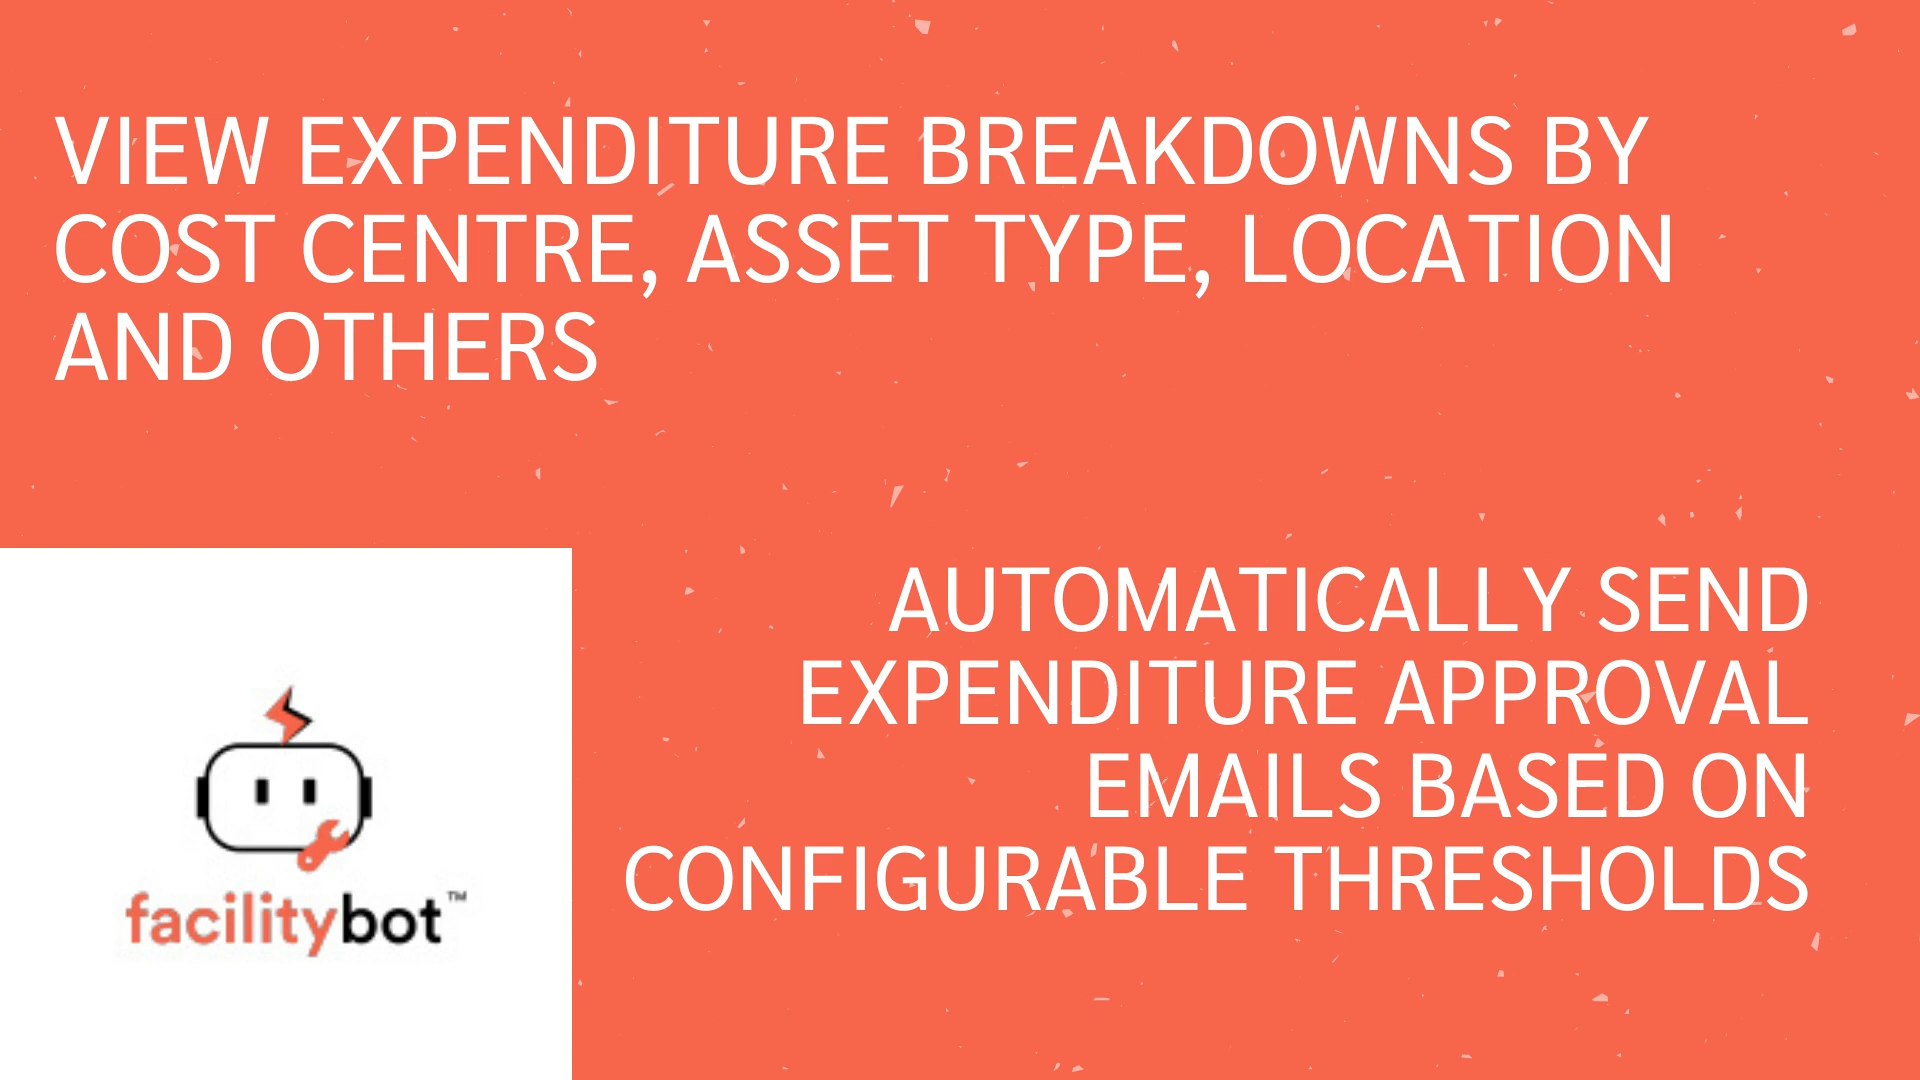 VIEW EXPENDITURE BREAKDOWNS BY
COST CENTRE, ASSET TYPE, LOCATION
AND OTHERS
AUTOMATICALLY SEND
EXPENDITURE APPROVAL
EMAILS BASED ON
CONFIGURABLE THRESHOLDS
facilitybot™